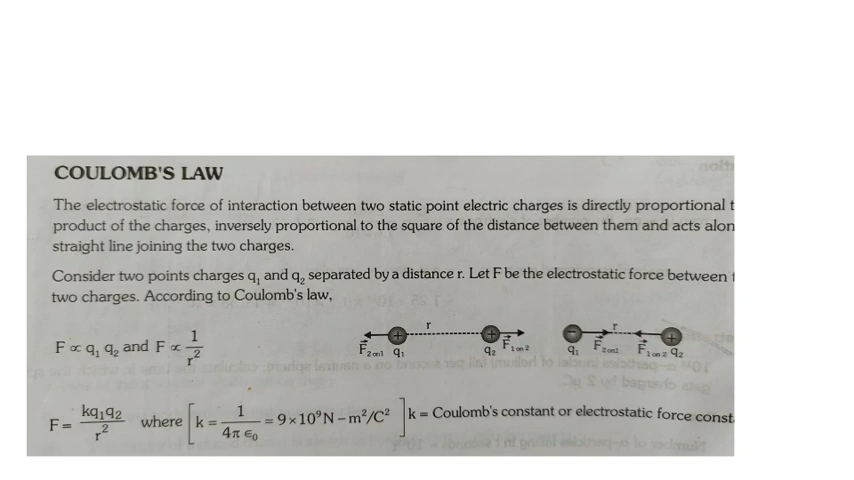 COULOMB'S LAW
The electrostatic force of interaction between two static point electric charges is directly proportional t
product of the charges, inversely proportional to the square of the distance between them and acts alon
straight line joining the two charges.
Consider two points charges q₁ and q₂ separated by a distance r. Let F be the electrostatic force between
two charges. According to Coulomb's law,
F ∝ q₁ q₂ and F ∝ 1/r²
F⃗₂ₒₙ₁ q₁ + r + q₂ F⃗₁ₒₙ₂
− q₁ F⃗₂ₒₙ₁ r F⃗₁ₒₙ₂ + q₂
F = kq₁q₂/r² where [k = 1/4π ∈₀ = 9×10⁹N – m²/C²] k = Coulomb's constant or electrostatic force const